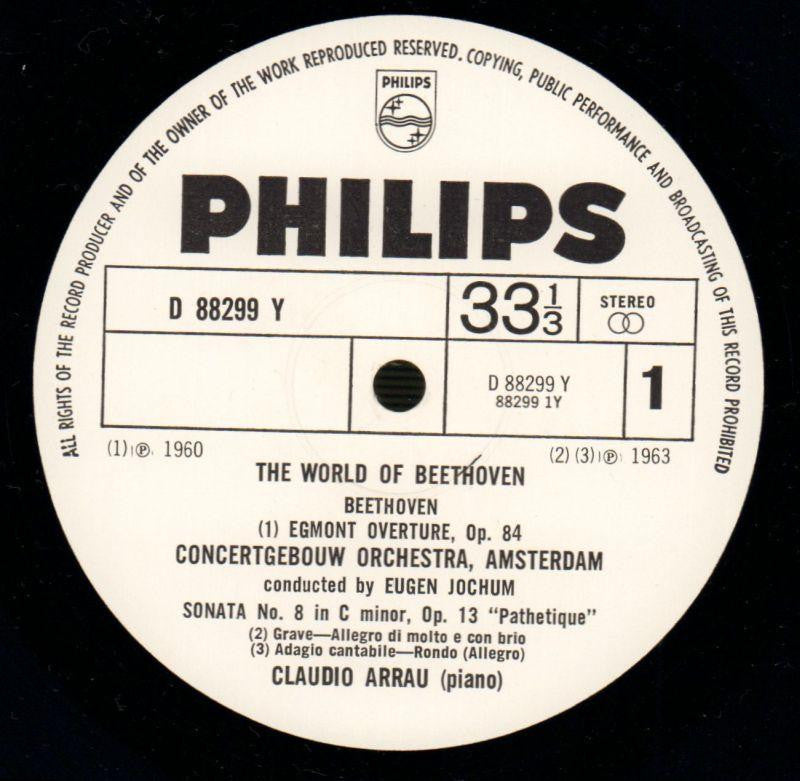 ALL RIGHTS OF THE RECORD PRODUCER AND OF THE OWNER OF THE WORK REPRODUCED RESERVED. COPYING, PUBLIC PERFORMANCE AND BROADCASTING OF THIS RECORD PROHIBITED
PHILIPS
PHILIPS
D 88299 Y
33 1/3
STEREO
D 88299 Y
88299 1Y
1
(1) ℗ 1960
(2) (3) ℗ 1963
THE WORLD OF BEETHOVEN
BEETHOVEN
(1) EGMONT OVERTURE, Op. 84
CONCERTGEBOUW ORCHESTRA, AMSTERDAM
conducted by EUGEN JOCHUM
SONATA No. 8 in C minor, Op. 13 "Pathetique"
(2) Grave—Allegro di molto e con brio
(3) Adagio cantabile—Rondo (Allegro)
CLAUDIO ARRAU (piano)